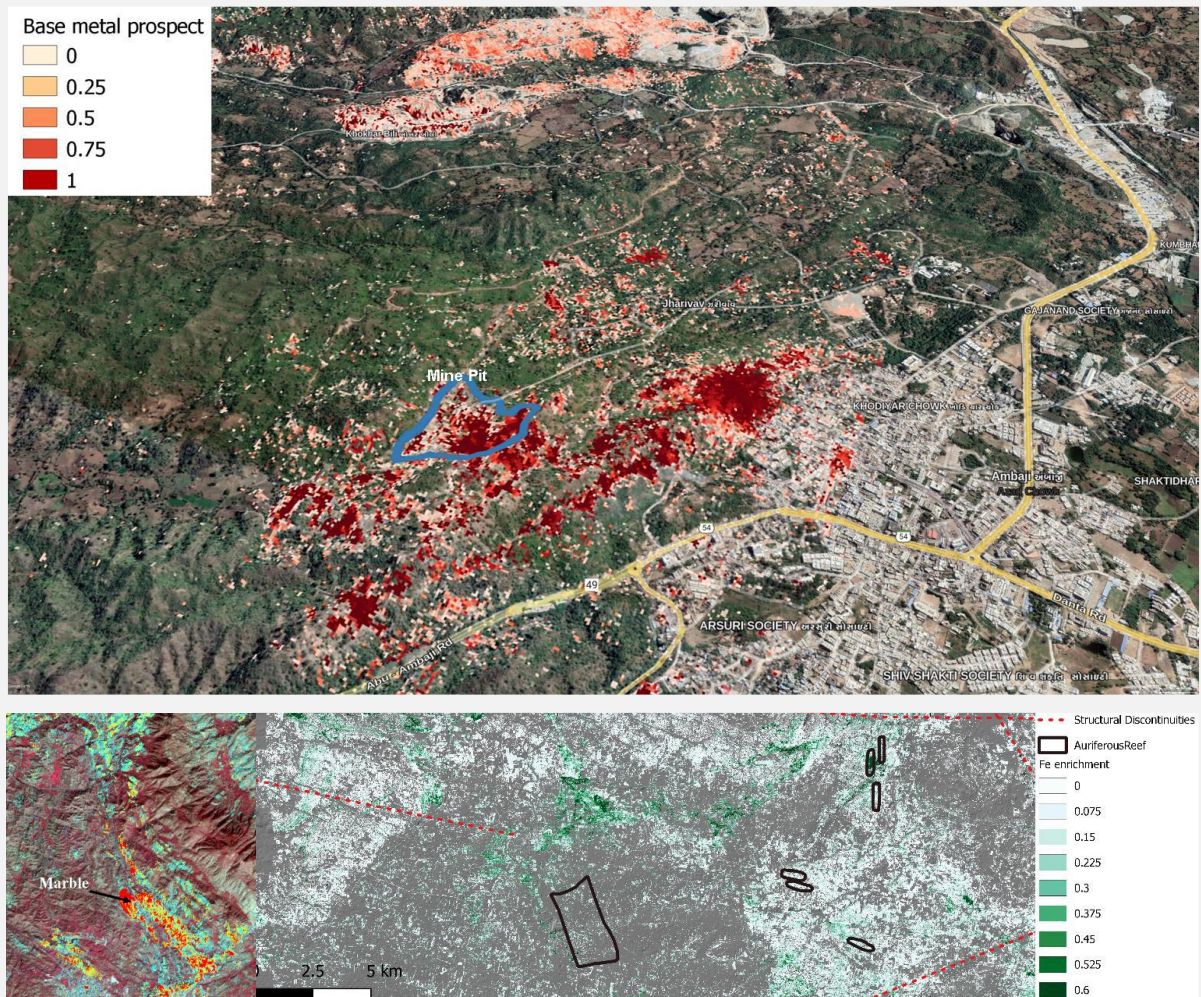 Base metal prospect
0
0.25
0.5
0.75
1
Mine Pit
Jharivav
KUMBHA
GAJANAND SOCIETY
KHODIYAR CHOWK
Ambaji અંબાજી
SHAKTIDHAR
54
54
49
Danta Rd
ARSURI SOCIETY
Abu - Ambaji Rd
SHIV SHAKTI SOCIETY
Marble
2.5
5 km
Structural Discontinuities
AuriferousReef
Fe enrichment
0
0.075
0.15
0.225
0.3
0.375
0.45
0.525
0.6